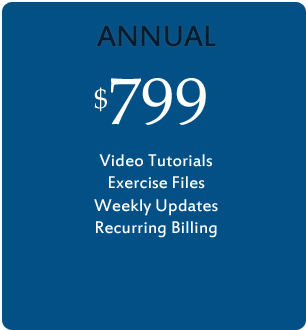 ANNUAL
$799
Video Tutorials
Exercise Files
Weekly Updates
Recurring Billing